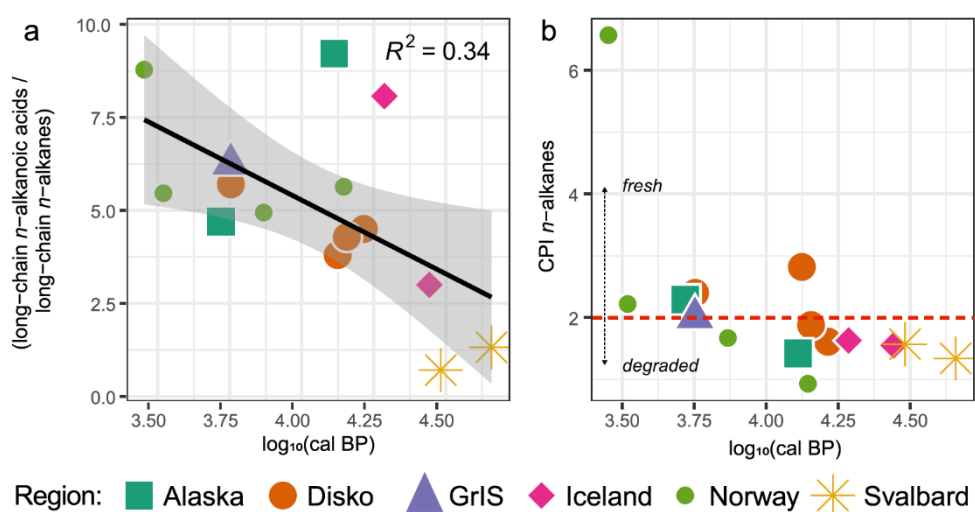 a
R² = 0.34
(long−chain n−alkanoic acids /
long−chain n−alkanes)
10.0
7.5
5.0
2.5
0.0
3.50 3.75 4.00 4.25 4.50
log₁₀(cal BP)
b
CPI n−alkanes
6
4
2
fresh
degraded
3.50 3.75 4.00 4.25 4.50
log₁₀(cal BP)
Region: Alaska Disko GrIS Iceland Norway Svalbard